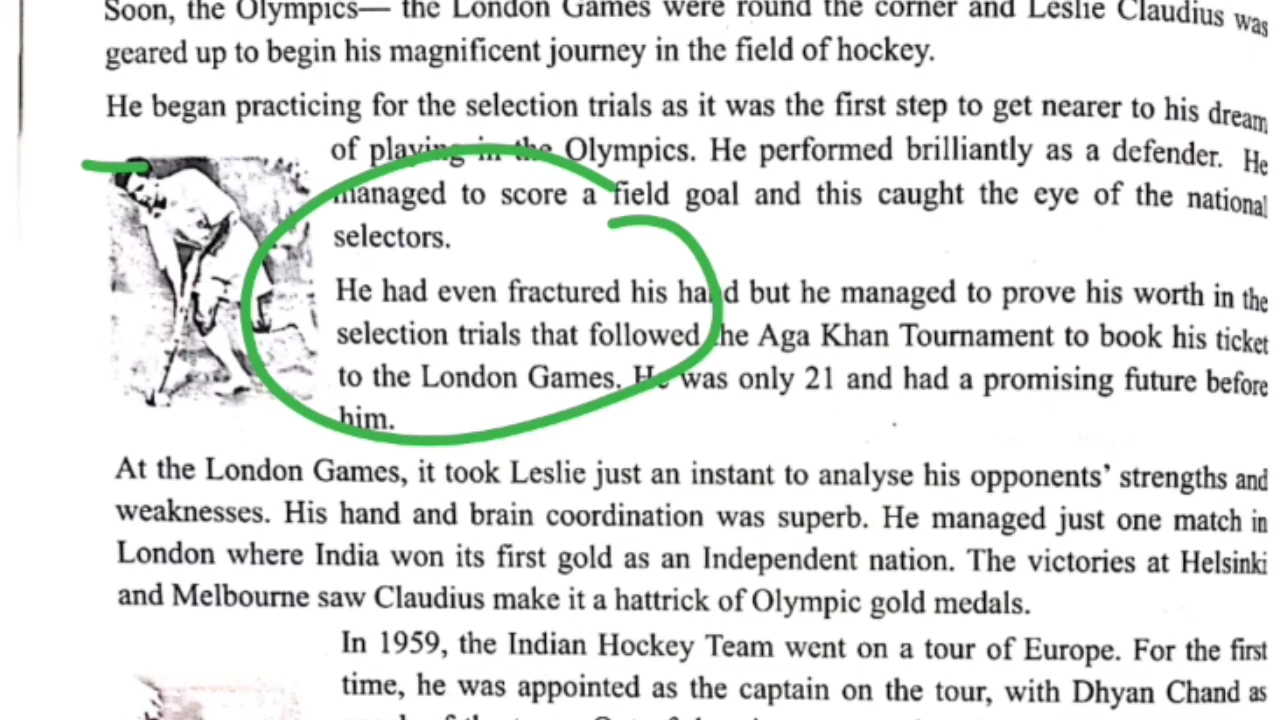 Soon, the Olympics— the London Games were round the corner and Leslie Claudius was
geared up to begin his magnificent journey in the field of hockey.
He began practicing for the selection trials as it was the first step to get nearer to his dream
of playing in the Olympics. He performed brilliantly as a defender. He
managed to score a field goal and this caught the eye of the national
selectors.
He had even fractured his hand but he managed to prove his worth in the
selection trials that followed the Aga Khan Tournament to book his ticket
to the London Games. He was only 21 and had a promising future before
him.
At the London Games, it took Leslie just an instant to analyse his opponents' strengths and
weaknesses. His hand and brain coordination was superb. He managed just one match in
London where India won its first gold as an Independent nation. The victories at Helsinki
and Melbourne saw Claudius make it a hattrick of Olympic gold medals.
In 1959, the Indian Hockey Team went on a tour of Europe. For the first
time, he was appointed as the captain on the tour, with Dhyan Chand as